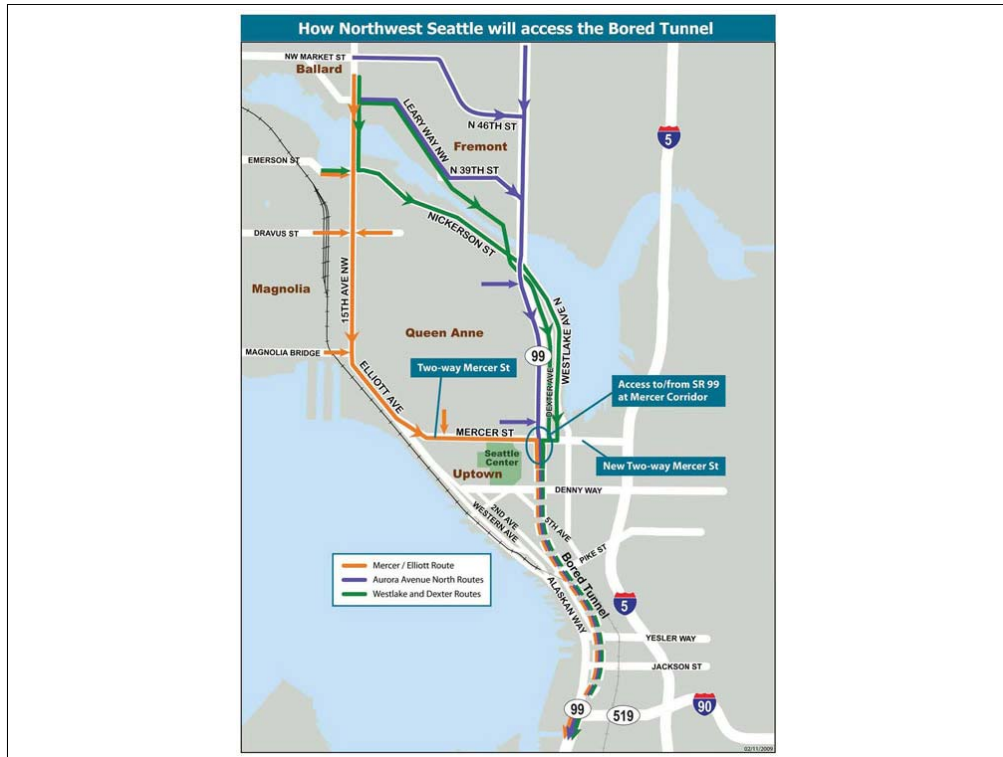 How Northwest Seattle will access the Bored Tunnel
NW MARKET ST
Ballard
LEARY WAY NW
N 46TH ST
Fremont
5
EMERSON ST
N 39TH ST
NICKERSON ST
DRAVUS ST
Magnolia
15TH AVE NW
WESTLAKE AVE N
Queen Anne
MAGNOLIA BRIDGE
99
ELLIOTT AVE
Two-way Mercer St
DEXTER AVE
Access to/from SR 99
at Mercer Corridor
MERCER ST
Seattle
Center
New Two-way Mercer St
Uptown
DENNY WAY
2ND AVE
WESTERN AVE
5TH AVE
PIKE ST
Bored Tunnel
Mercer / Elliott Route
Aurora Avenue North Routes
Westlake and Dexter Routes
ALASKAN WAY
5
YESLER WAY
JACKSON ST
99
519
90
02/11/2009